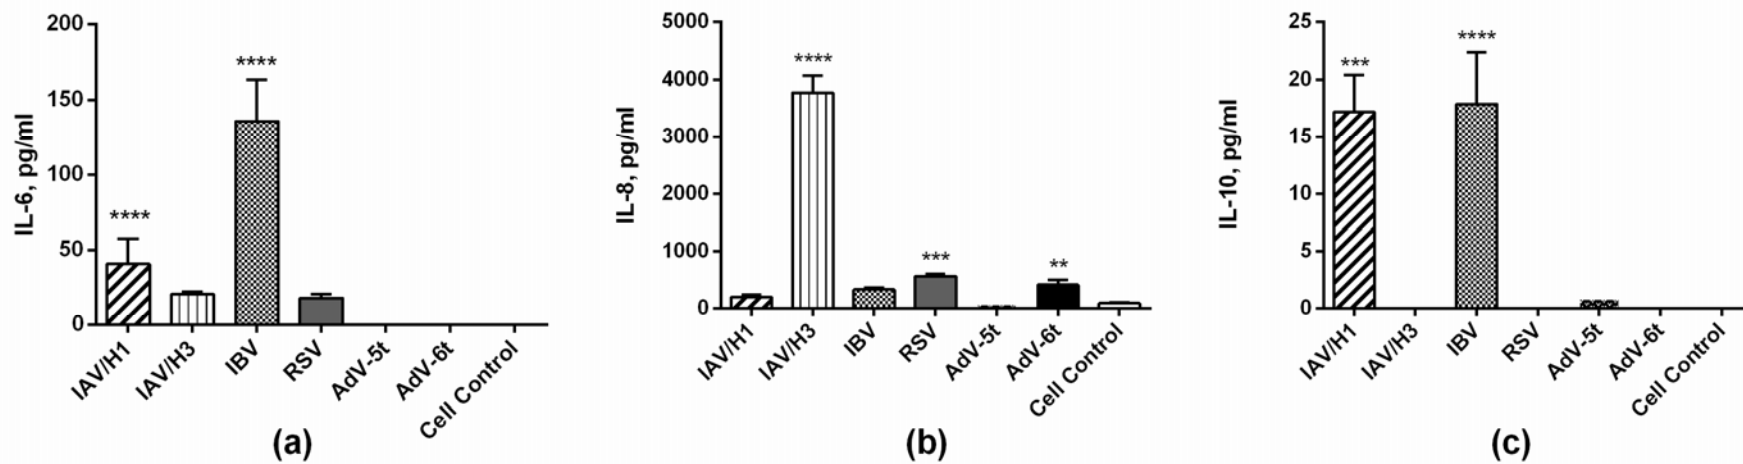 IL-6, pg/ml
200
150
100
50
0
****
****
IAV/H1
IAV/H3
IBV
RSV
AdV-5t
AdV-6t
Cell Control
(a)
IL-8, pg/ml
5000
4000
3000
2000
1000
0
****
***
**
IAV/H1
IAV/H3
IBV
RSV
AdV-5t
AdV-6t
Cell Control
(b)
IL-10, pg/ml
25
20
15
10
5
0
***
****
IAV/H1
IAV/H3
IBV
RSV
AdV-5t
AdV-6t
Cell Control
(c)